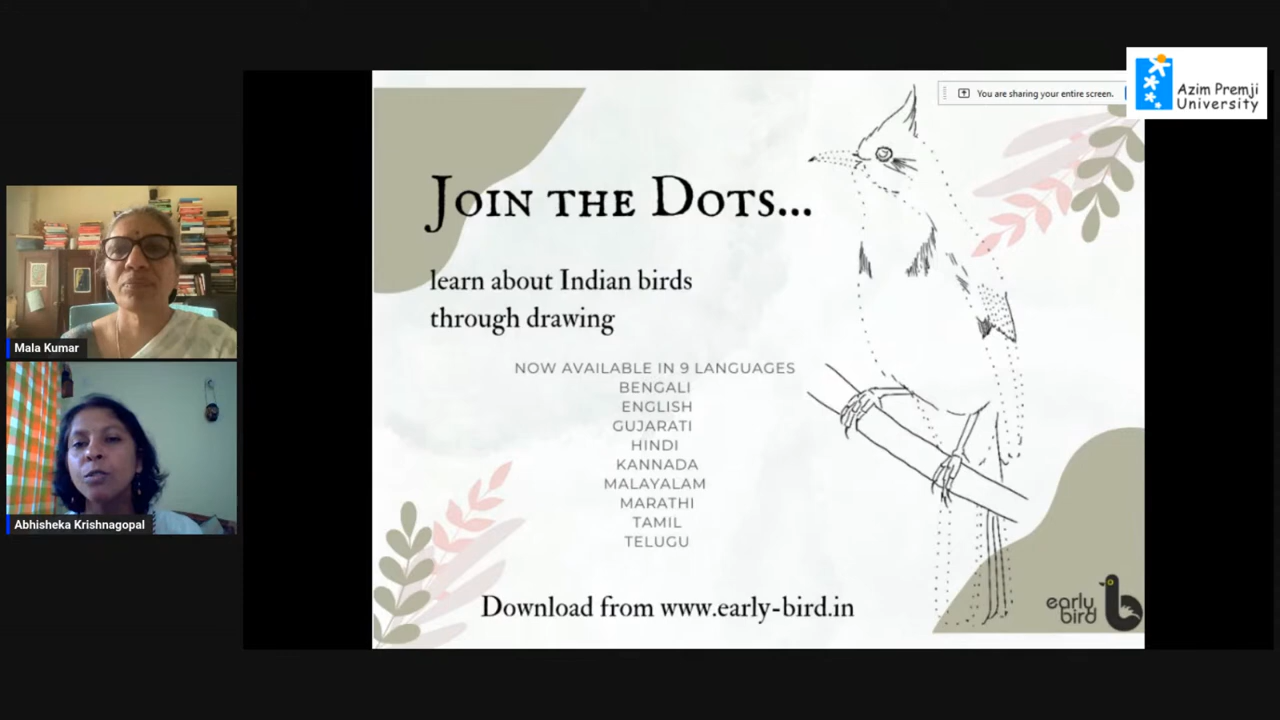 You are sharing your entire screen.
Azim Premji
University
Join the Dots...
learn about Indian birds
through drawing
NOW AVAILABLE IN 9 LANGUAGES
BENGALI
ENGLISH
GUJARATI
HINDI
KANNADA
MALAYALAM
MARATHI
TAMIL
TELUGU
Download from www.early-bird.in
early
bird
Mala Kumar
Abhisheka Krishnagopal